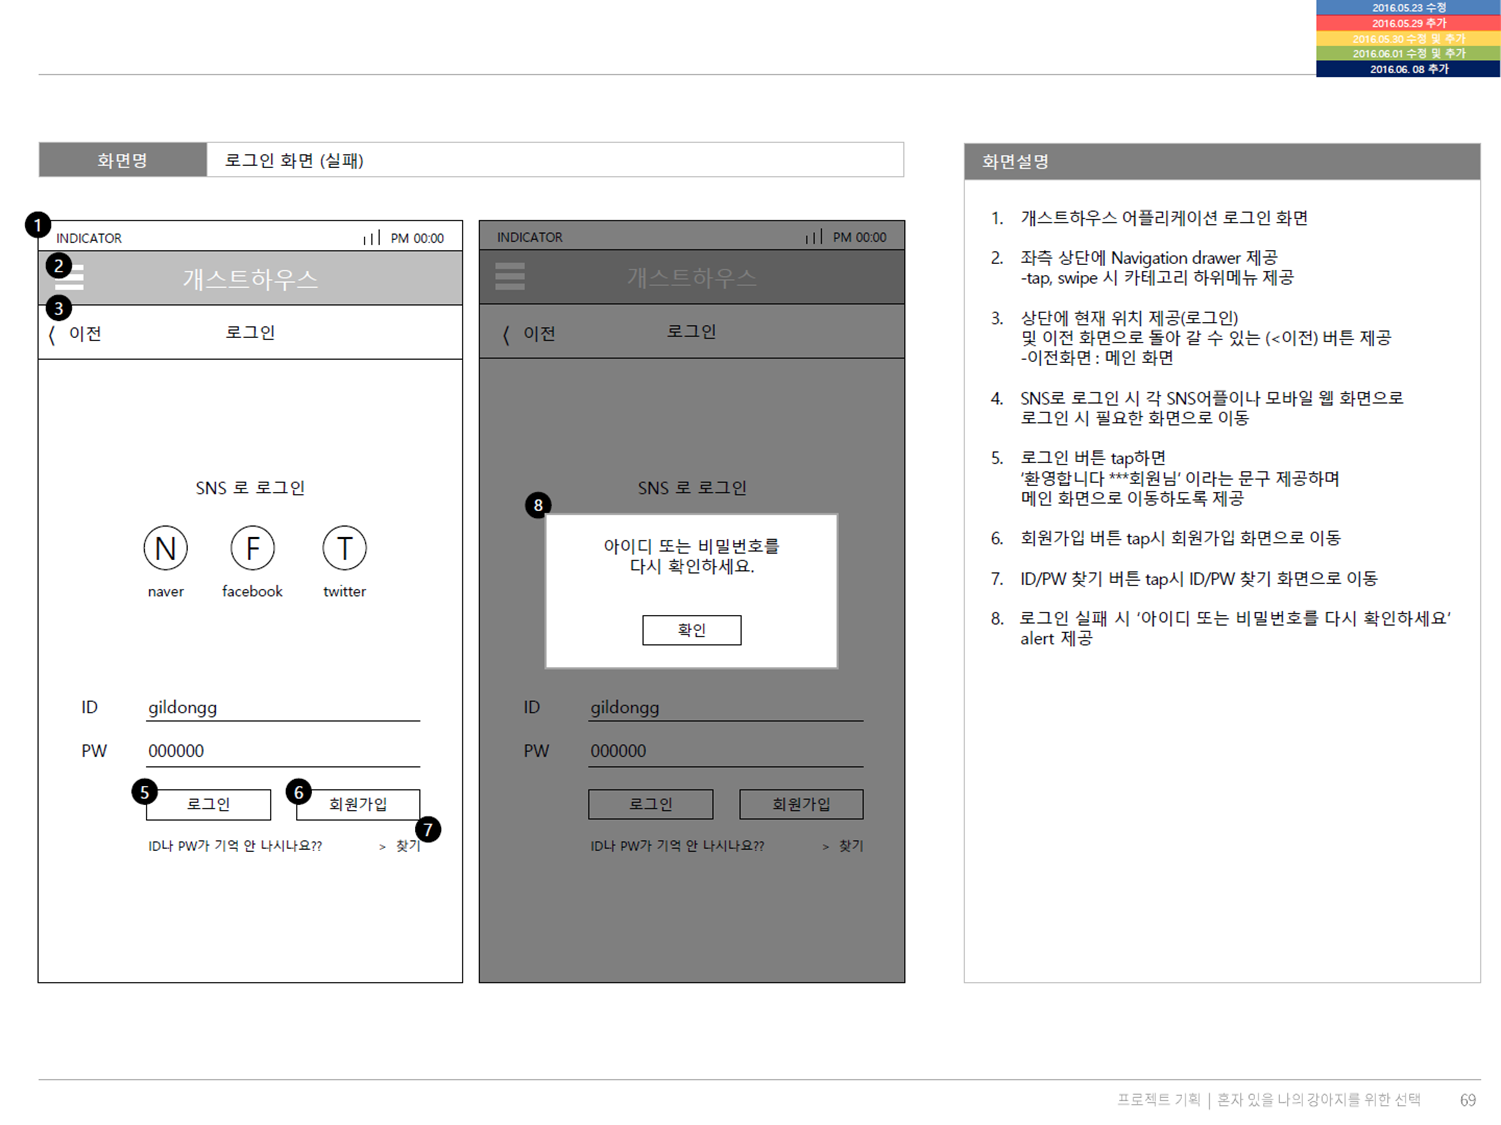 2016.05.23 수정
2016.05.29 추가
2016.05.30 수정 및 추가
2016.06.01 수정 및 추가
2016.06. 08 추가
화면명
로그인 화면 (실패)
1
INDICATOR
PM 00:00
2
개스트하우스
3
〈 이전
로그인
SNS 로 로그인
N
F
T
naver
facebook
twitter
ID
gildongg
PW
000000
5
로그인
6
회원가입
7
ID나 PW가 기억 안 나시나요??
> 찾기
INDICATOR
PM 00:00
개스트하우스
〈 이전
로그인
SNS 로 로그인
8
아이디 또는 비밀번호를
다시 확인하세요.
확인
ID
gildongg
PW
000000
로그인
회원가입
ID나 PW가 기억 안 나시나요??
> 찾기
화면설명
1. 개스트하우스 어플리케이션 로그인 화면
2. 좌측 상단에 Navigation drawer 제공
-tap, swipe 시 카테고리 하위메뉴 제공
3. 상단에 현재 위치 제공(로그인)
및 이전 화면으로 돌아 갈 수 있는 (<이전) 버튼 제공
-이전화면 : 메인 화면
4. SNS로 로그인 시 각 SNS어플이나 모바일 웹 화면으로
로그인 시 필요한 화면으로 이동
5. 로그인 버튼 tap하면
‘환영합니다 ***회원님’ 이라는 문구 제공하며
메인 화면으로 이동하도록 제공
6. 회원가입 버튼 tap시 회원가입 화면으로 이동
7. ID/PW 찾기 버튼 tap시 ID/PW 찾기 화면으로 이동
8. 로그인 실패 시 ‘아이디 또는 비밀번호를 다시 확인하세요’
alert 제공
프로젝트 기획 | 혼자 있을 나의 강아지를 위한 선택
69